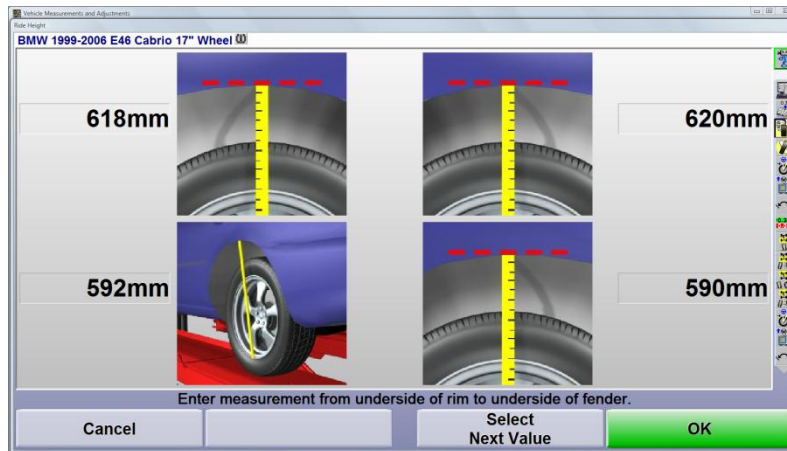 Vehicle Measurements and Adjustments
Ride Height
BMW 1999-2006 E46 Cabrio 17" Wheel
618mm
620mm
592mm
590mm
Enter measurement from underside of rim to underside of fender.
Cancel
Select
Next Value
OK